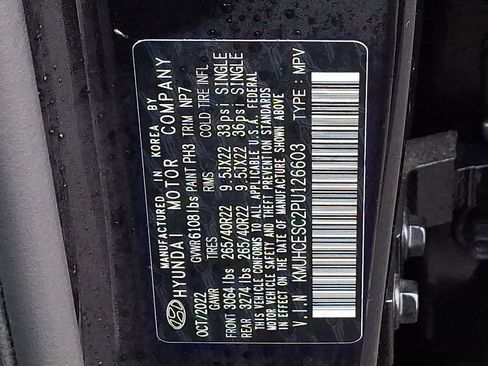 MANUFACTURED IN KOREA BY
HYUNDAI MOTOR COMPANY
OCT/2022 GVWR 6108lbs PAINT PH3 TRIM NP7
GAWR TIRES RMS COLD TIRE INFL
FRONT 3064 lbs 265/40R22 9.5JX22 33psi SINGLE
REAR 3274 lbs 265/40R22 9.5JX22 36psi SINGLE
THIS VEHICLE CONFORMS TO ALL APPLICABLE U.S.A. FEDERAL
MOTOR VEHICLE SAFETY AND THEFT PREVENTION STANDARDS
IN EFFECT ON THE DATE OF MANUFACTURE SHOWN ABOVE
V.I.N : KMUHCESC2PU126603 TYPE : MPV